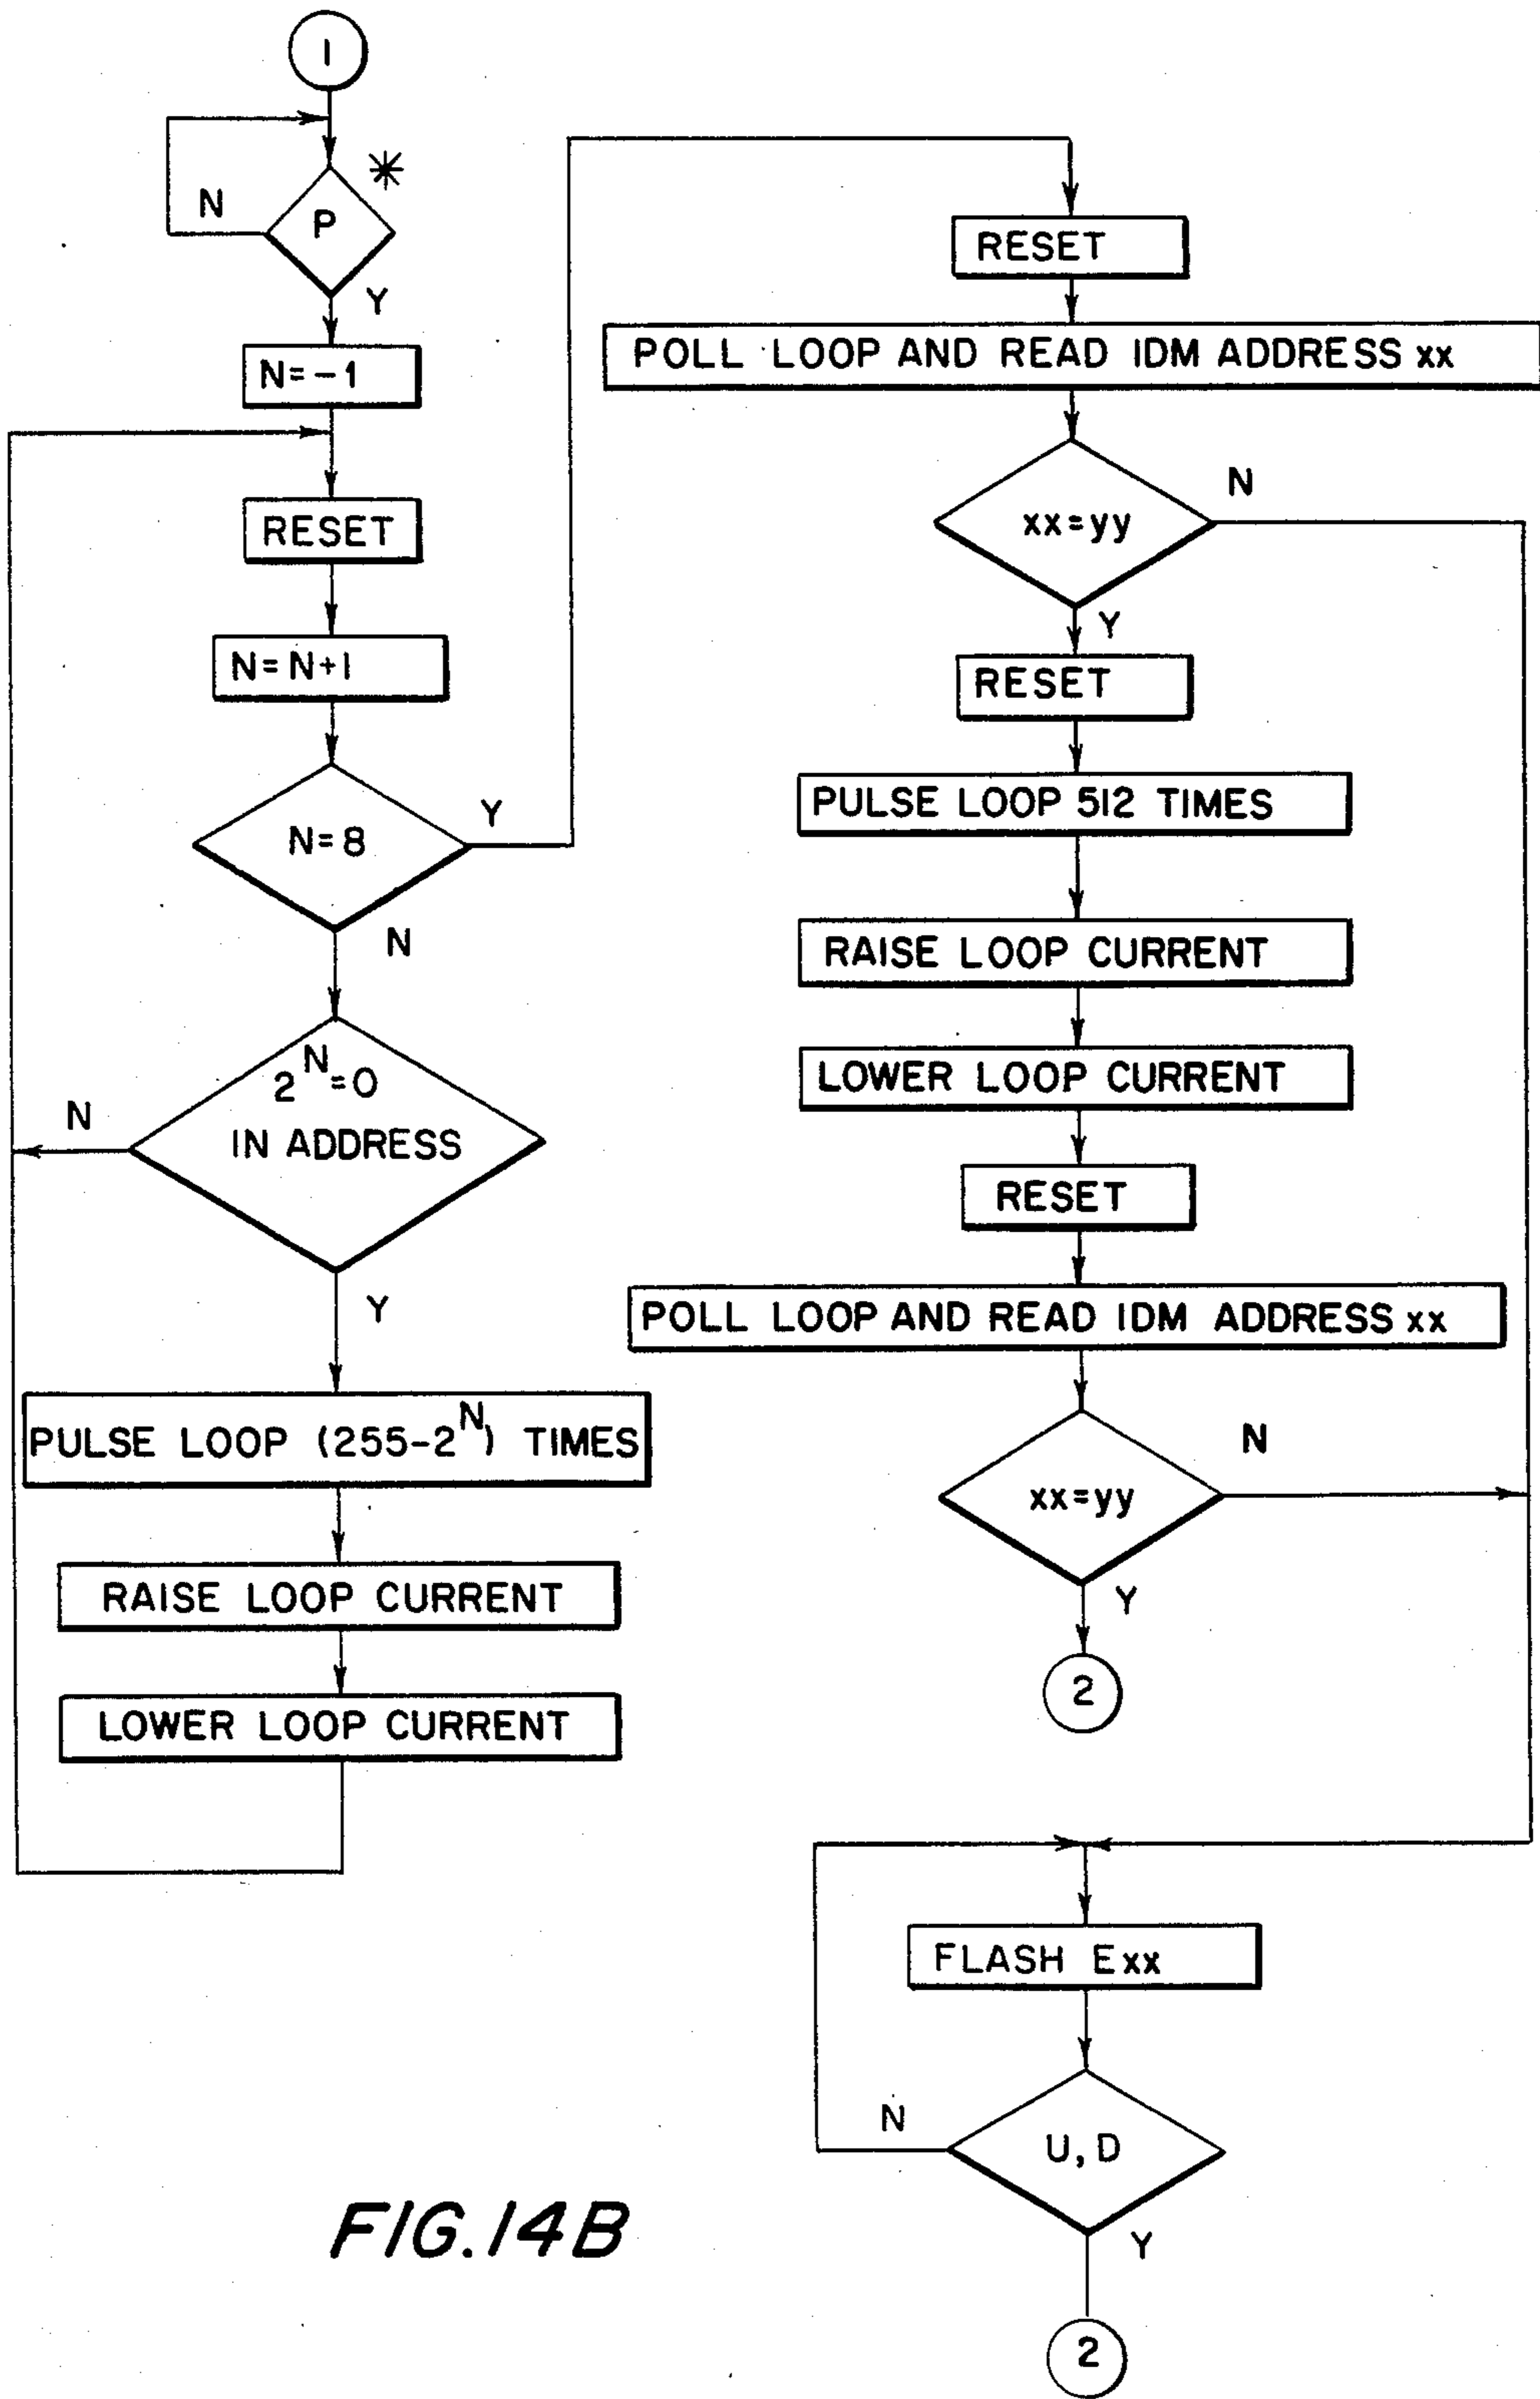 1
*
N
P
Y
N=-1
RESET
N=N+1
N=8
Y
N
2^N=0
IN ADDRESS
N
Y
PULSE LOOP (255-2^N) TIMES
RAISE LOOP CURRENT
LOWER LOOP CURRENT
RESET
POLL LOOP AND READ IDM ADDRESS xx
xx=yy
N
Y
RESET
PULSE LOOP 512 TIMES
RAISE LOOP CURRENT
LOWER LOOP CURRENT
RESET
POLL LOOP AND READ IDM ADDRESS xx
xx=yy
N
Y
2
FLASH Exx
N
U, D
Y
2
FIG.14B